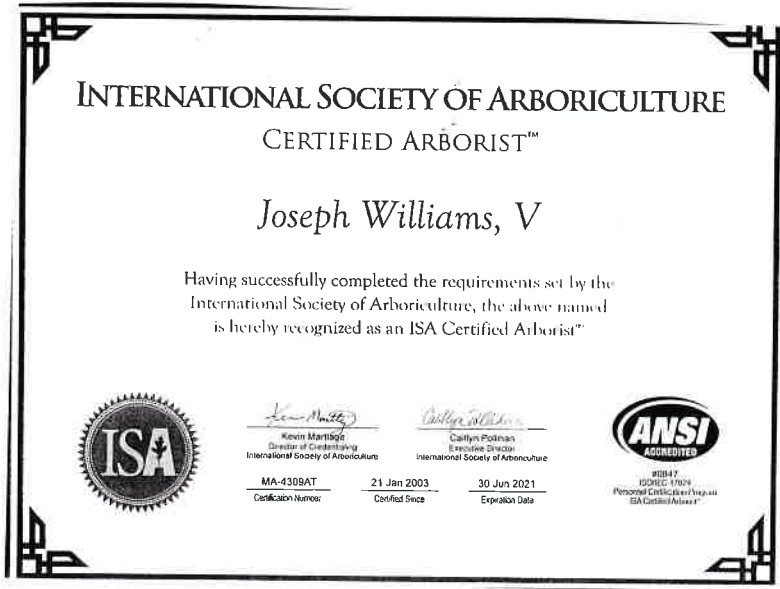 INTERNATIONAL SOCIETY OF ARBORICULTURE
CERTIFIED ARBORIST™
Joseph Williams, V
Having successfully completed the requirements set by the
International Society of Arboriculture, the above named
is hereby recognized as an ISA Certified Arborist™
ISA
Kevin Martlage
Director of Credentialing
International Society of Arboriculture
Caitlyn Pollihan
Executive Director
International Society of Arboriculture
MA-4309AT
Certification Number
21 Jan 2003
Certified Since
30 Jun 2021
Expiration Date
ANSI
ACCREDITED
#0847
ISO/IEC 17024
Personnel Certification Program
ISA Certified Arborist™